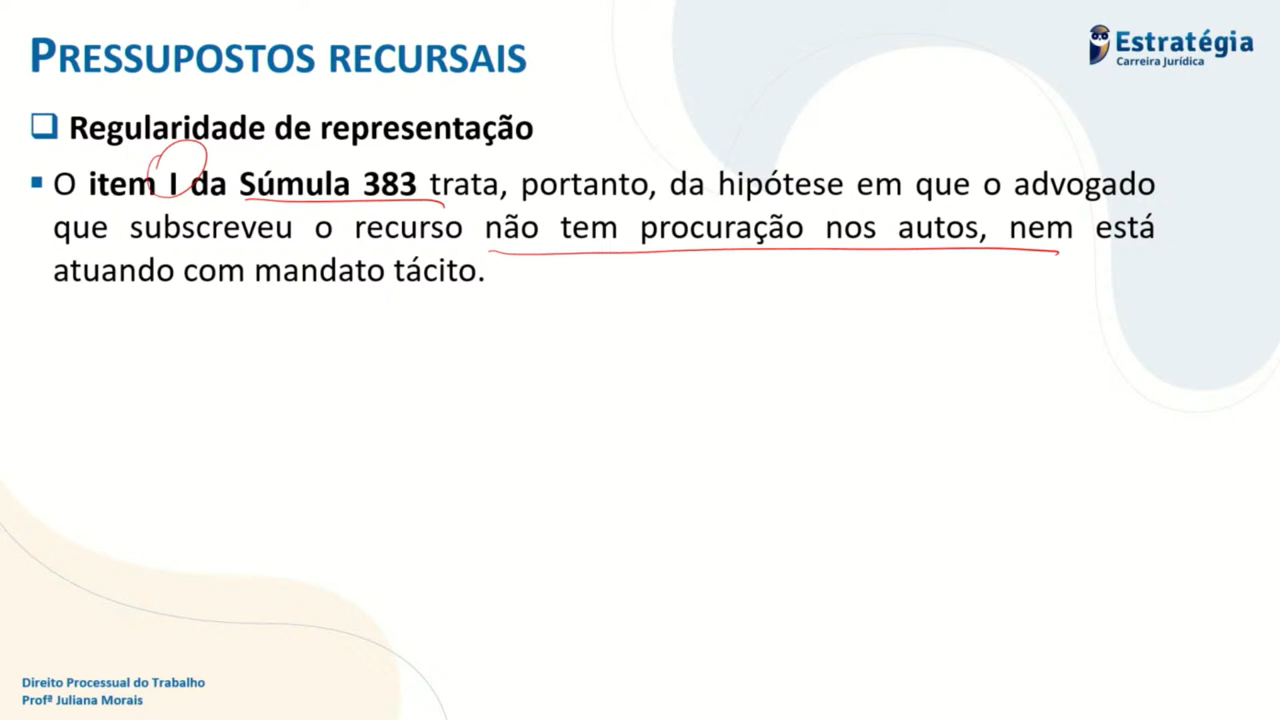 PRESSUPOSTOS RECURSAIS
Estratégia
Carreira Jurídica
Regularidade de representação
O item I da Súmula 383 trata, portanto, da hipótese em que o advogado
que subscreveu o recurso não tem procuração nos autos, nem está
atuando com mandato tácito.
Direito Processual do Trabalho
Profª Juliana Morais